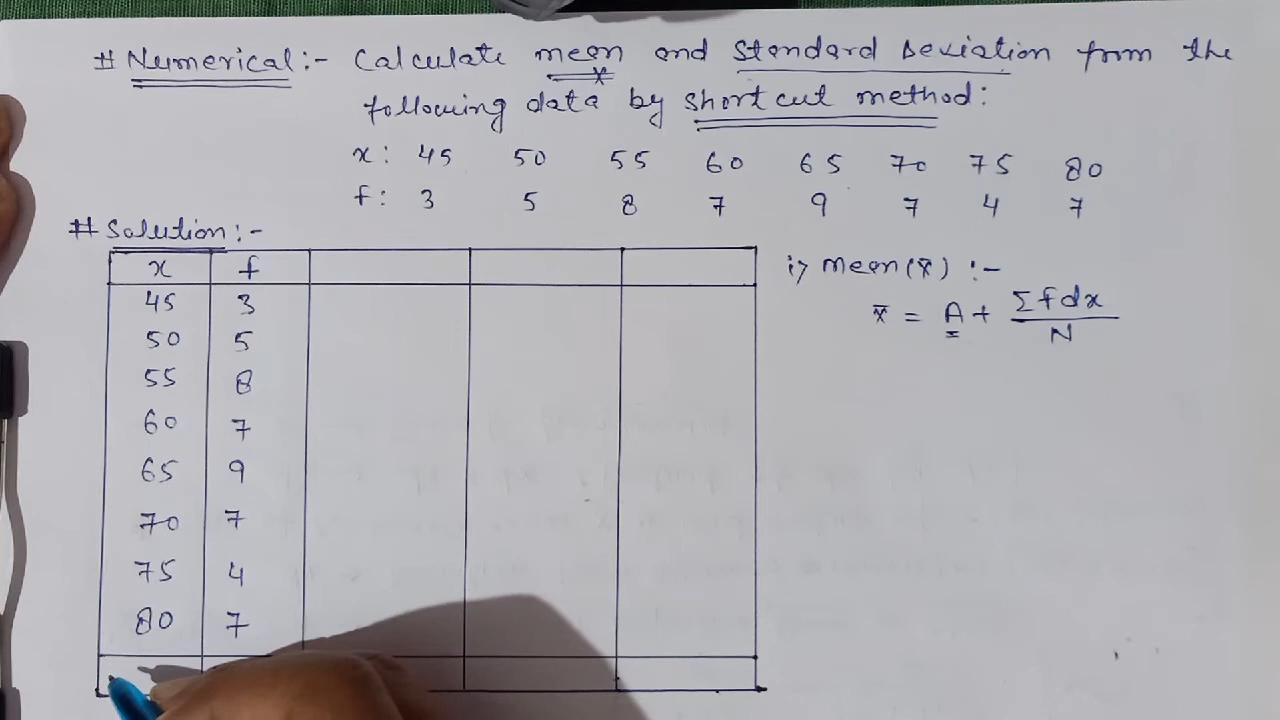 # Numerical:- Calculate mean and Standard Deviation from the
x̄
following data by short cut method:
x: 45 50 55 60 65 70 75 80
f: 3 5 8 7 9 7 4 7
# Solution:-
x f
45 3
50 5
55 8
60 7
65 9
70 7
75 4
80 7
i) mean (x̄) :-
x̄ = A + Σfdx
N